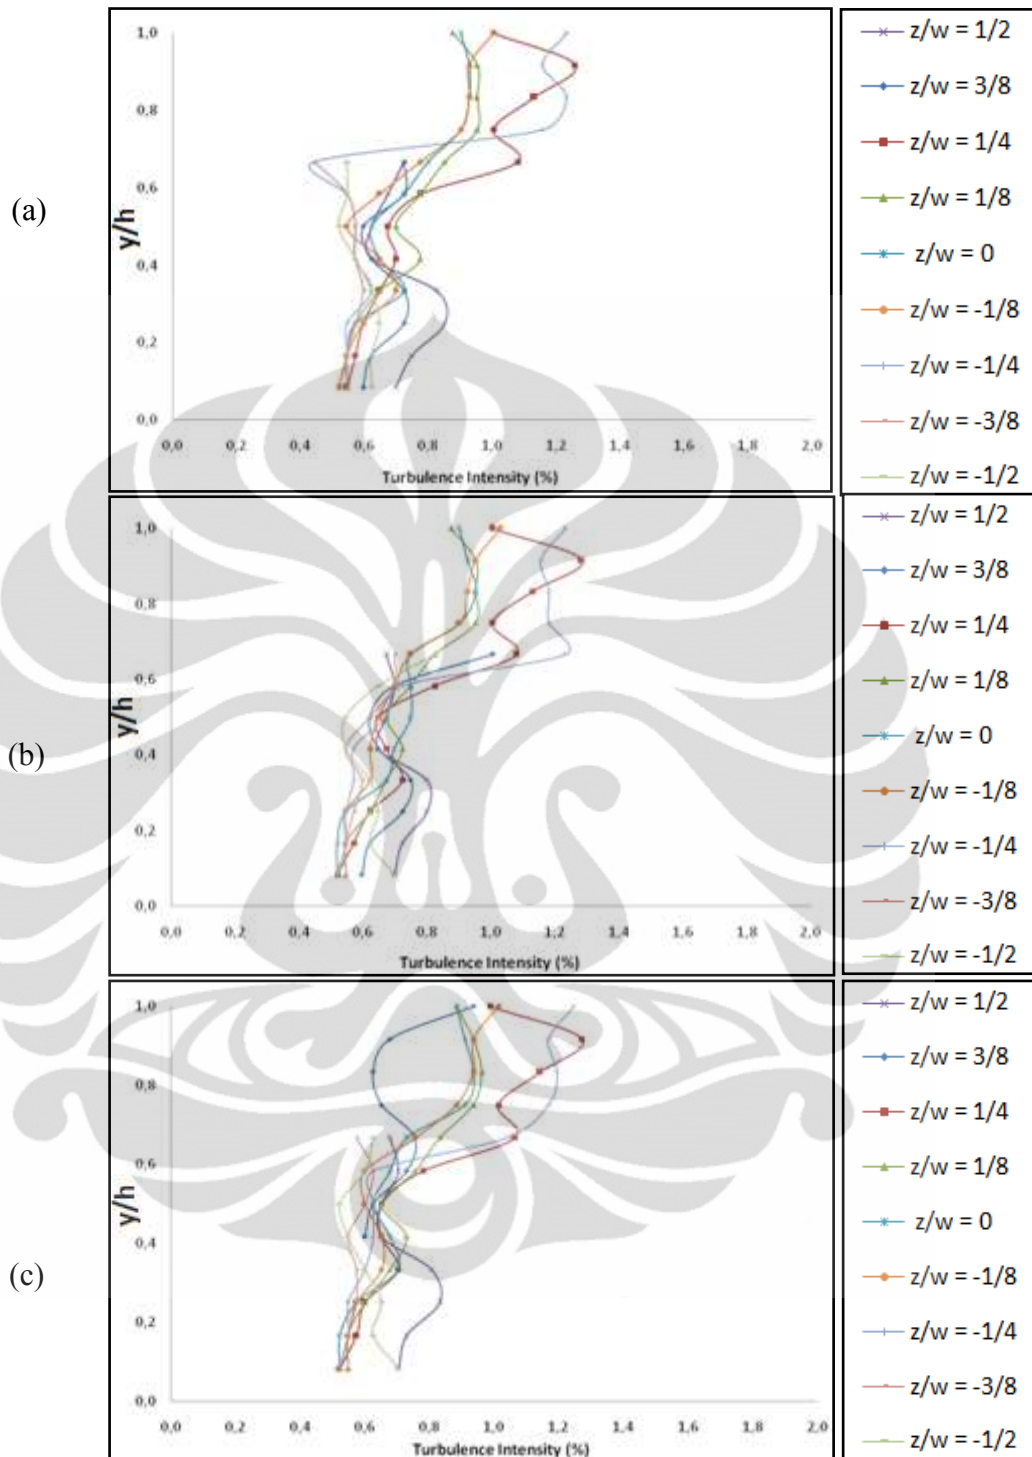 (a)
y/h
1,0
0,8
0,6
0,4
0,2
0,0
0,0 0,2 0,4 0,6 0,8 1,0 1,2 1,4 1,6 1,8 2,0
Turbulence Intensity (%)
z/w = 1/2
z/w = 3/8
z/w = 1/4
z/w = 1/8
z/w = 0
z/w = -1/8
z/w = -1/4
z/w = -3/8
z/w = -1/2
(b)
y/h
1,0
0,8
0,6
0,4
0,2
0,0
0,0 0,2 0,4 0,6 0,8 1,0 1,2 1,4 1,6 1,8 2,0
Turbulence Intensity (%)
z/w = 1/2
z/w = 3/8
z/w = 1/4
z/w = 1/8
z/w = 0
z/w = -1/8
z/w = -1/4
z/w = -3/8
z/w = -1/2
(c)
y/h
1,0
0,8
0,6
0,4
0,2
0,0
0,0 0,2 0,4 0,6 0,8 1,0 1,2 1,4 1,6 1,8 2,0
Turbulence Intensity (%)
z/w = 1/2
z/w = 3/8
z/w = 1/4
z/w = 1/8
z/w = 0
z/w = -1/8
z/w = -1/4
z/w = -3/8
z/w = -1/2